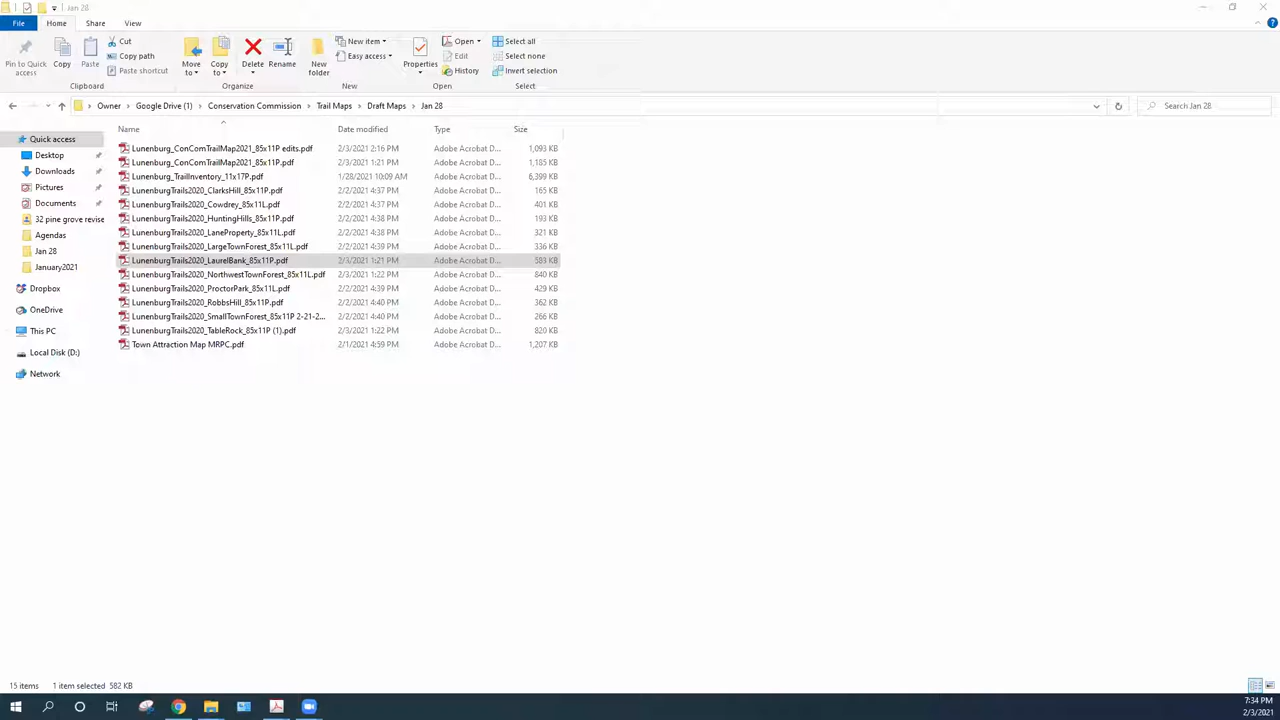 Jan 28
File Home Share View
Pin to Quick access
Copy
Paste
Cut
Copy path
Paste shortcut
Clipboard
Move to
Copy to
Delete
Rename
Organize
New folder
New item
Easy access
New
Properties
Open
Edit
History
Open
Select all
Select none
Invert selection
Select
Owner > Google Drive (1) > Conservation Commission > Trail Maps > Draft Maps > Jan 28
Search Jan 28
Quick access
Desktop
Downloads
Pictures
Documents
32 pine grove revise
Agendas
Jan 28
January2021
Dropbox
OneDrive
This PC
Local Disk (D:)
Network
Name Date modified Type Size
Lunenburg_ConComTrailMap2021_85x11P edits.pdf 2/3/2021 2:16 PM Adobe Acrobat D... 1,093 KB
Lunenburg_ConComTrailMap2021_85x11P.pdf 2/3/2021 1:21 PM Adobe Acrobat D... 1,185 KB
Lunenburg_TrailInventory_11x17P.pdf 1/28/2021 10:09 AM Adobe Acrobat D... 6,399 KB
LunenburgTrails2020_ClarksHill_85x11P.pdf 2/2/2021 4:37 PM Adobe Acrobat D... 165 KB
LunenburgTrails2020_Cowdrey_85x11L.pdf 2/2/2021 4:37 PM Adobe Acrobat D... 401 KB
LunenburgTrails2020_HuntingHills_85x11P.pdf 2/2/2021 4:38 PM Adobe Acrobat D... 193 KB
LunenburgTrails2020_LaneProperty_85x11L.pdf 2/2/2021 4:38 PM Adobe Acrobat D... 321 KB
LunenburgTrails2020_LargeTownForest_85x11L.pdf 2/2/2021 4:39 PM Adobe Acrobat D... 336 KB
LunenburgTrails2020_LaurelBank_85x11P.pdf 2/3/2021 1:21 PM Adobe Acrobat D... 583 KB
LunenburgTrails2020_NorthwestTownForest_85x11L.pdf 2/3/2021 1:22 PM Adobe Acrobat D... 840 KB
LunenburgTrails2020_ProctorPark_85x11L.pdf 2/2/2021 4:39 PM Adobe Acrobat D... 429 KB
LunenburgTrails2020_RobbsHill_85x11P.pdf 2/2/2021 4:40 PM Adobe Acrobat D... 362 KB
LunenburgTrails2020_SmallTownForest_85x11P 2-21-2... 2/2/2021 4:40 PM Adobe Acrobat D... 266 KB
LunenburgTrails2020_TableRock_85x11P (1).pdf 2/3/2021 1:22 PM Adobe Acrobat D... 820 KB
Town Attraction Map MRPC.pdf 2/1/2021 4:59 PM Adobe Acrobat D... 1,207 KB
15 items 1 item selected 582 KB
7:34 PM
2/3/2021